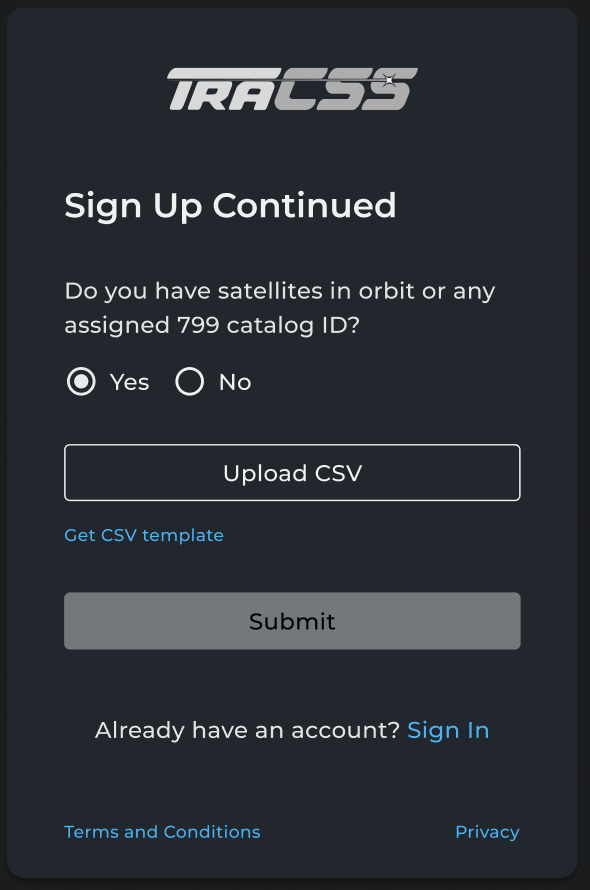 TRACSS
Sign Up Continued
Do you have satellites in orbit or any
assigned 799 catalog ID?
Yes No
Upload CSV
Get CSV template
Submit
Already have an account? Sign In
Terms and Conditions Privacy